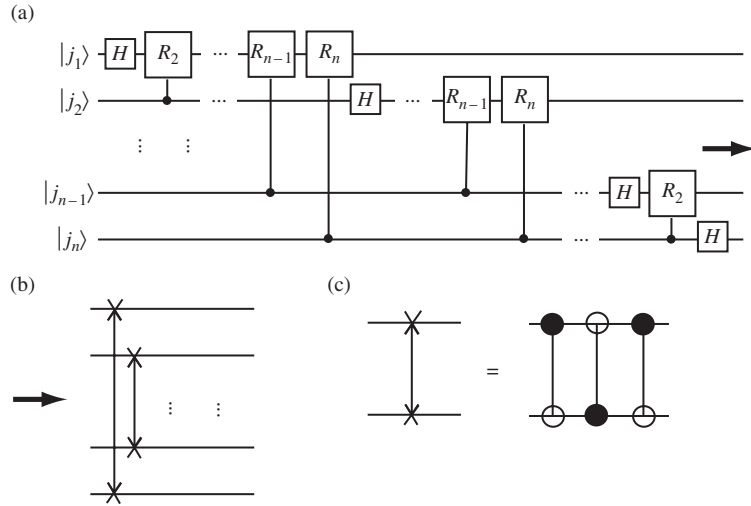 (a)
|j₁⟩ H R₂ ... Rₙ₋₁ Rₙ
|j₂⟩ ... ... H ... Rₙ₋₁ Rₙ
⋮ ⋮
|jₙ₋₁⟩ ... H R₂
|jₙ⟩ ... H
(b)
(c)
⋮ ⋮
=